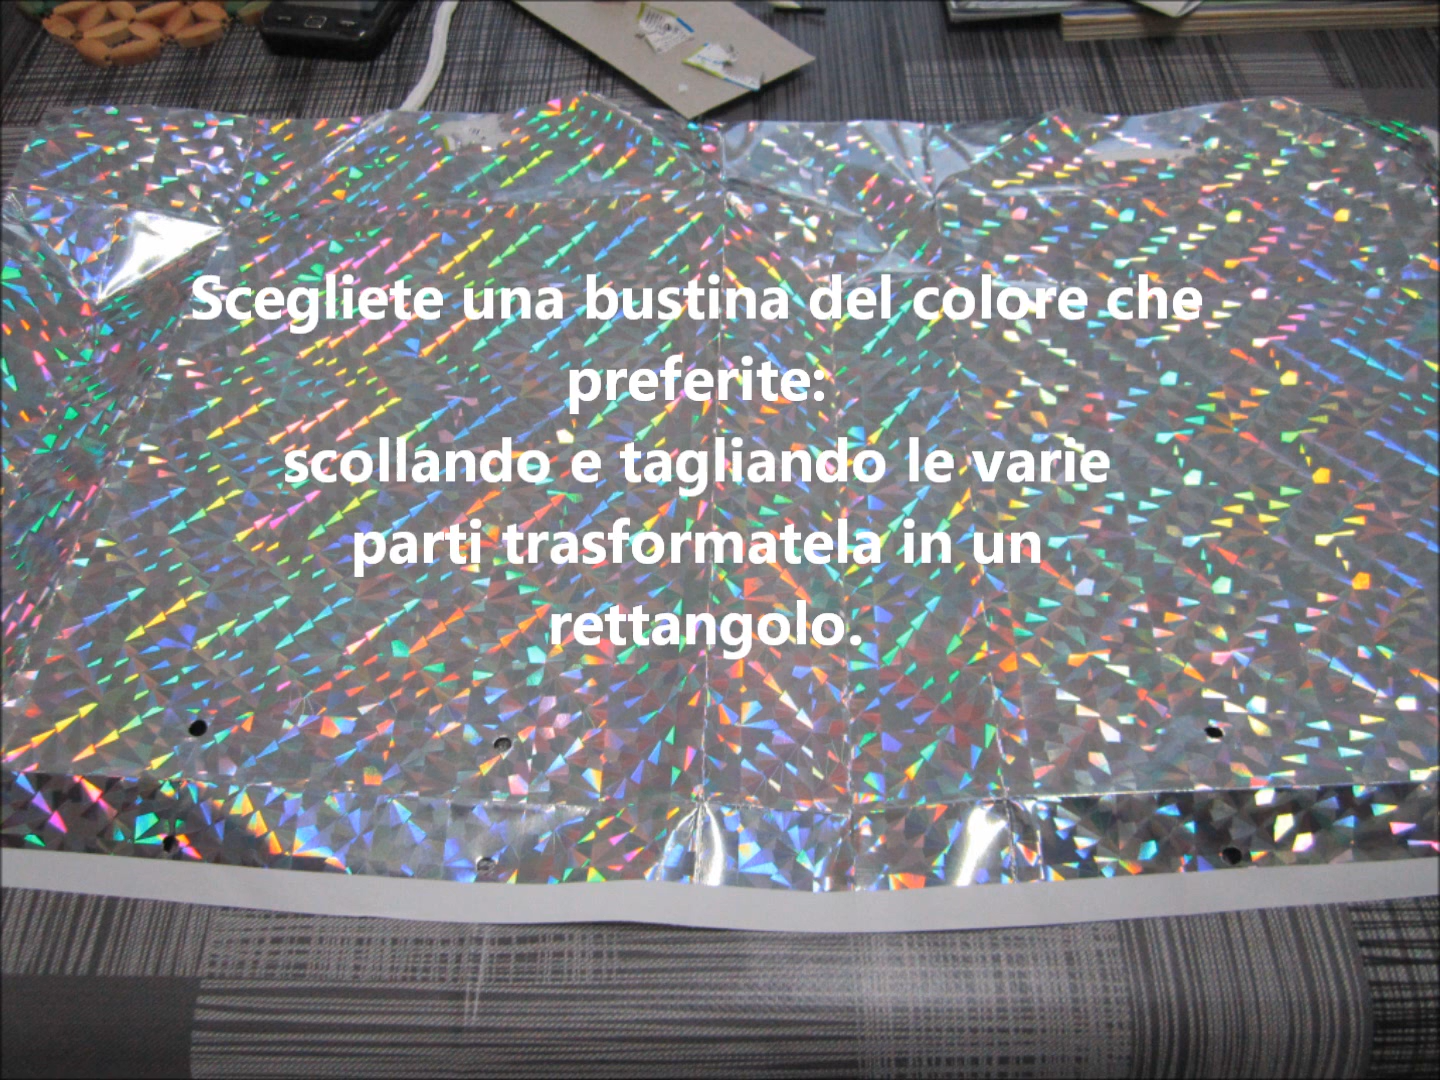 Scegliete una bustina del colore che
preferite:
scollando e tagliando le varie
parti trasformatela in un
rettangolo.